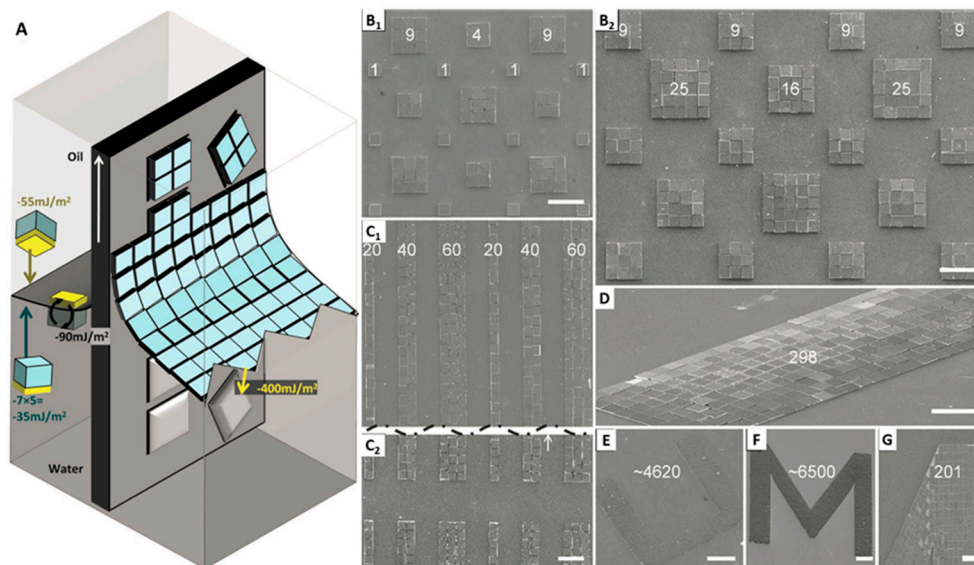 A
Oil
-55mJ/m²
-90mJ/m²
-7×5=
-35mJ/m²
-400mJ/m²
Water
B₁
9 4 9
1 1 1 1
B₂
9 9 9 9
25 16 25
C₁
20 40 60 20 40 60
C₂
D
298
E
~4620
F
~6500
G
201